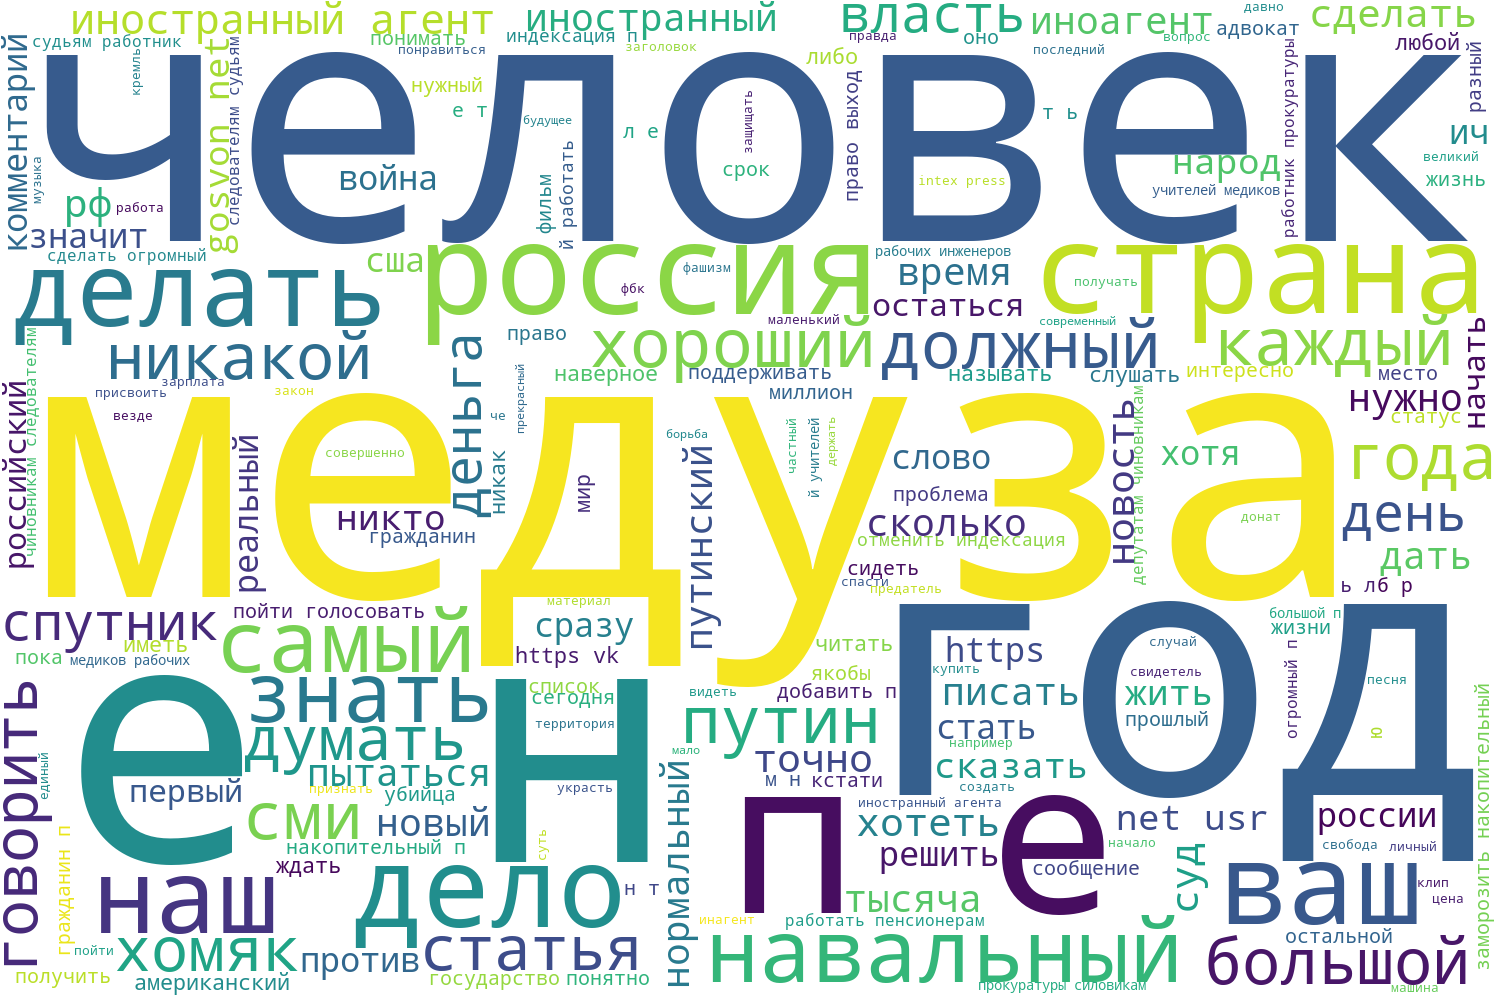 иностранный агент
иностранный
власть
иноагент
давно
сделать
судьям работник
понимать
индексация п
заголовок
правда
оно
вопрос
адвокат
любой
комментарий
кремль
gosvon net
следователям судьям
понравиться
либо
последний
разный
человек
нужный
е т
будущее
л е
защищать
право выход
т ь
работник прокуратуры
ич
музыка
война
фильм
й работать
срок
intex press
народ
великий
учителей медиков
жизнь
рф
работа
значит
сделать огромный
сша
россия
фашизм
рабочих инженеров
время
страна
получать
делать
фбк
остаться
маленький
современный
никакой
деньга
право
хороший
должный
каждый
начать
российский
чиновникам следователям
присвоить
зарплата
закон
прекрасный
наверное
поддерживать
миллион
называть
слушать
интересно
место
нужно
везде
че
статус
медуза
реальный
совершенно
никак
борьба
путинский
частный
й учителей
держать
слово
новость
депутатам чиновникам
хотя
года
никто
гражданин
мир
проблема
сколько
отменить индексация
донат
день
дать
сидеть
спасти
предатель
ь лб р
спутник
пойти голосовать
материал
самый
сразу
большой п
жизни
иметь
пока
медиков рабочих
https vk
читать
https
случай
год
якобы
купить
свидетель
огромный п
песня
список
сегодня
видеть
добавить п
писать
жить
говорить
е н
знать
территория
путин
стать
прошлый
ю
заморозить накопительный
думать
мало
точно
например
единый
пытаться
м н
кстати
сказать
первый
признать
убийца
украсть
создать
п е
иностранный агента
net usr
россии
сми
новый
нормальный
хотеть
гражданин п
накопительный п
суть
решить
начало
свобода
личный
ждать
сообщение
суд
наш
дело
н т
тысяча
ваш
клип
цена
инагент
работать пенсионерам
пойти
хомяк
против
статья
навальный
остальной
большой
получить
американский
государство
понятно
прокуратуры силовикам
машина